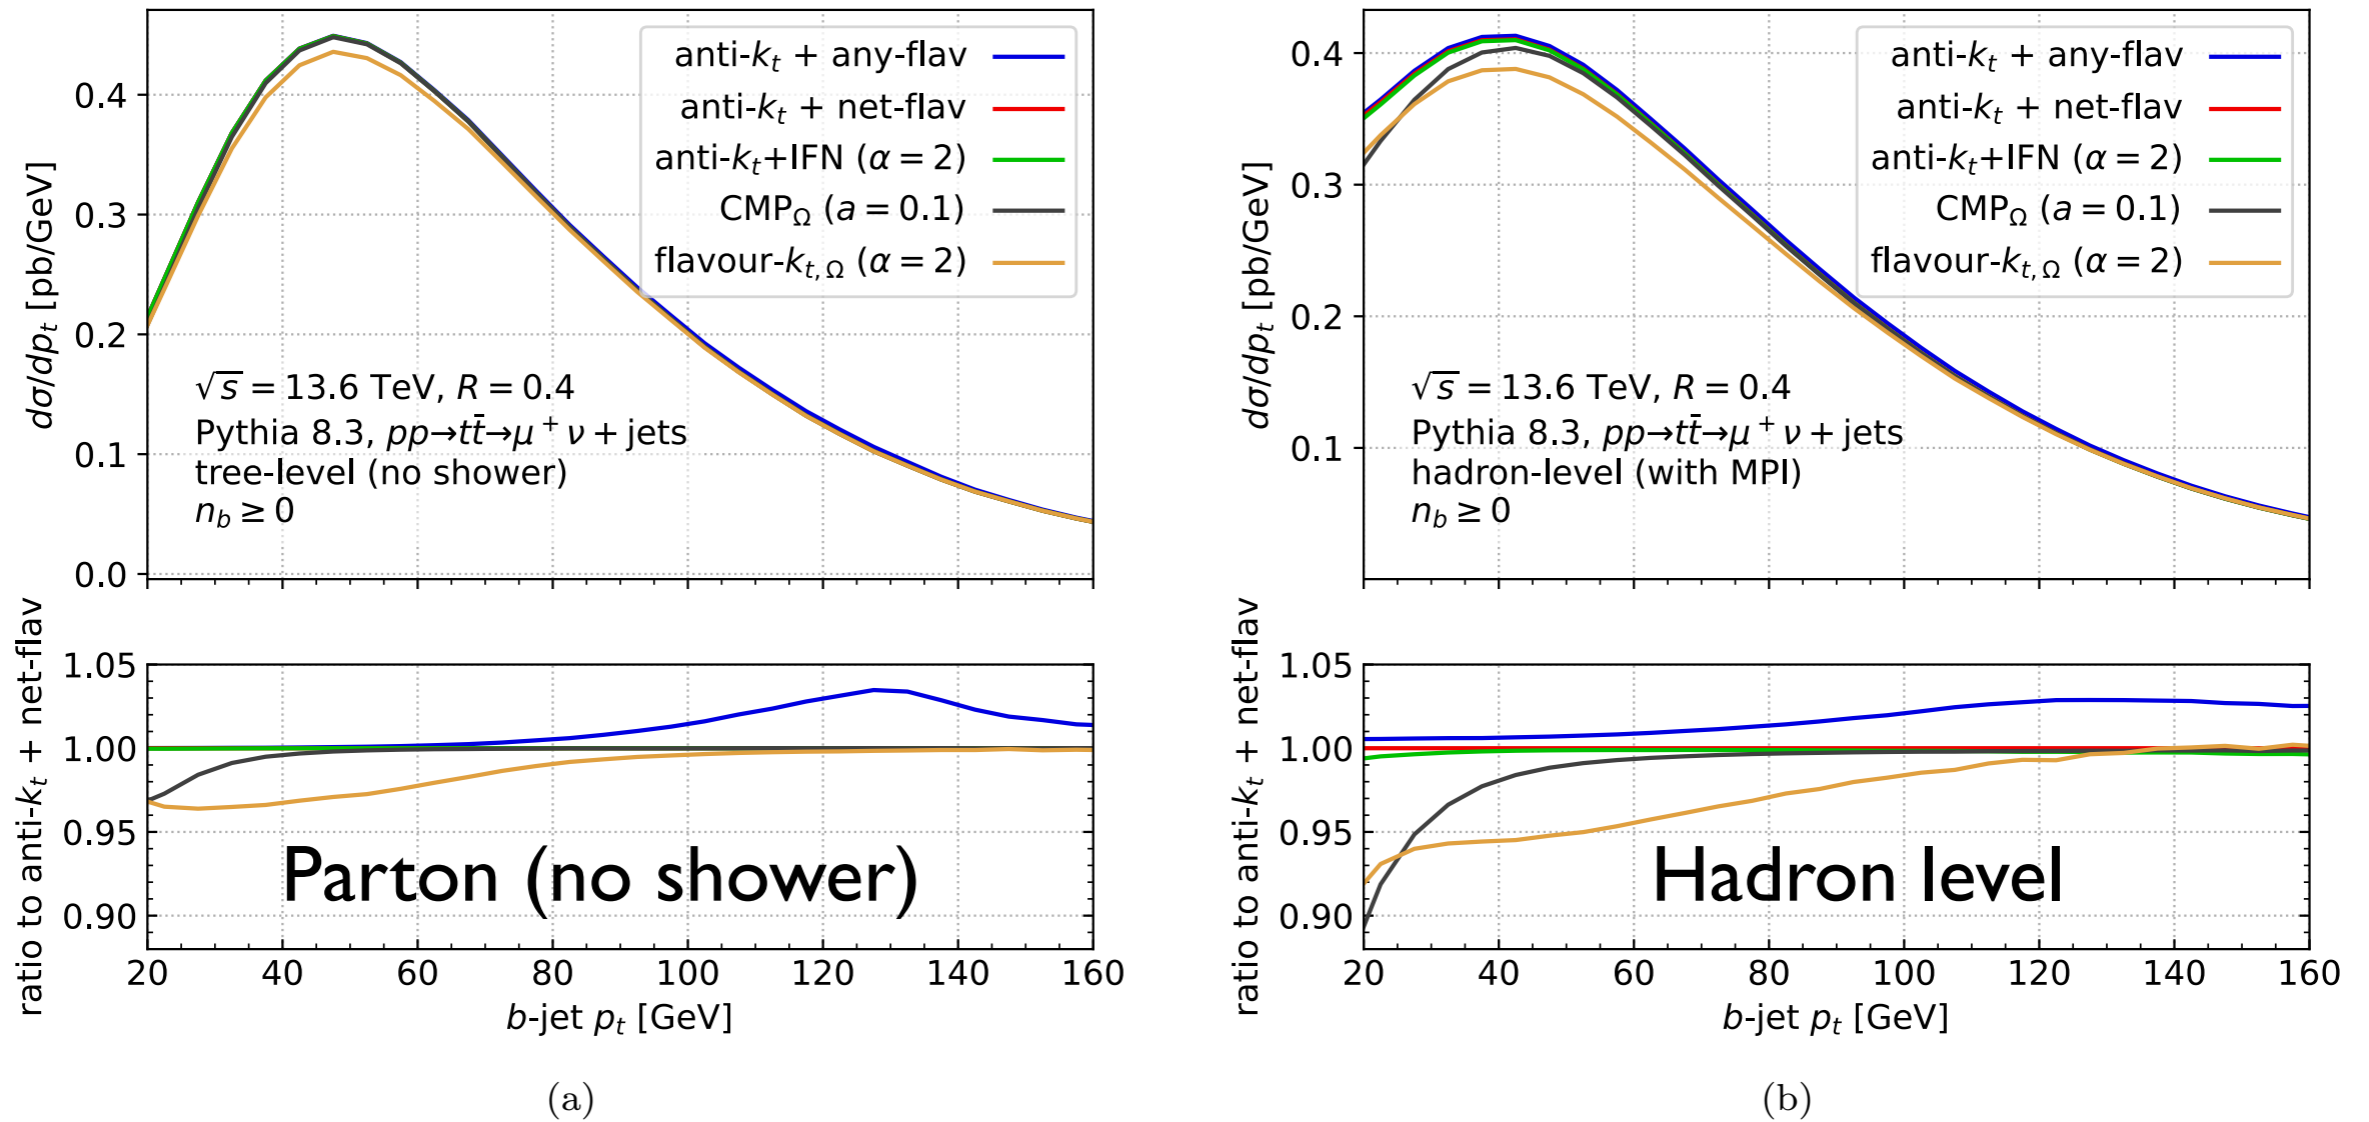 anti-kₜ + any-flav
anti-kₜ + net-flav
anti-kₜ+IFN (α = 2)
CMP_Ω (a = 0.1)
flavour-k_{t, Ω} (α = 2)
0.4
0.3
0.2
0.1
0.0
dσ/dpₜ [pb/GeV]
√s = 13.6 TeV, R = 0.4
Pythia 8.3, pp→tt̄→μ⁺ ν + jets
tree-level (no shower)
n_b ≥ 0
ratio to anti-kₜ + net-flav
1.05
1.00
0.95
0.90
Parton (no shower)
20 40 60 80 100 120 140 160
b-jet pₜ [GeV]
(a)
anti-kₜ + any-flav
anti-kₜ + net-flav
anti-kₜ+IFN (α = 2)
CMP_Ω (a = 0.1)
flavour-k_{t, Ω} (α = 2)
0.4
0.3
0.2
0.1
dσ/dpₜ [pb/GeV]
√s = 13.6 TeV, R = 0.4
Pythia 8.3, pp→tt̄→μ⁺ ν + jets
hadron-level (with MPI)
n_b ≥ 0
ratio to anti-kₜ + net-flav
1.05
1.00
0.95
0.90
Hadron level
20 40 60 80 100 120 140 160
b-jet pₜ [GeV]
(b)